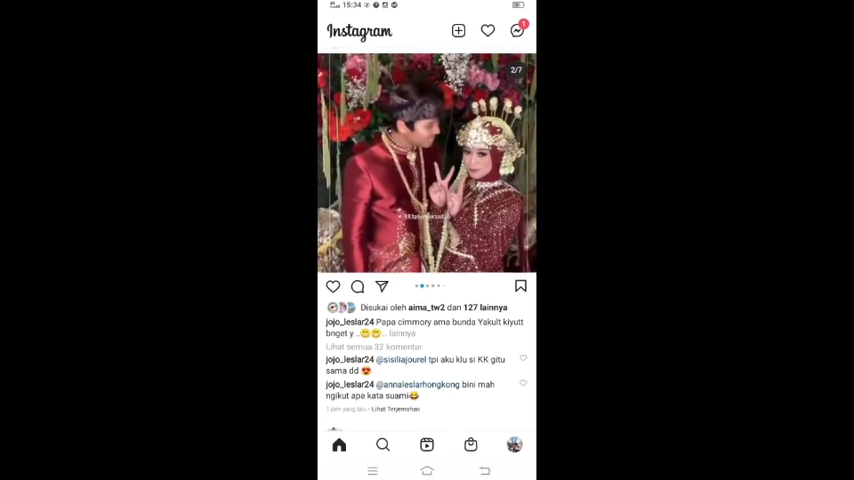 15:34
Instagram
1
2/7
Disukai oleh aima_tw2 dan 127 lainnya
jojo_leslar24 Papa cimmory ama bunda Yakult kiyutt
bnget y ..😁😁... lainnya
Lihat semua 32 komentar
jojo_leslar24 @sisiliajourel tpi aku klu si KK gitu
sama dd 😍
jojo_leslar24 @annaleslarhongkong bini mah
ngikut apa kata suami😂
1 jam yang lalu • Lihat Terjemahan